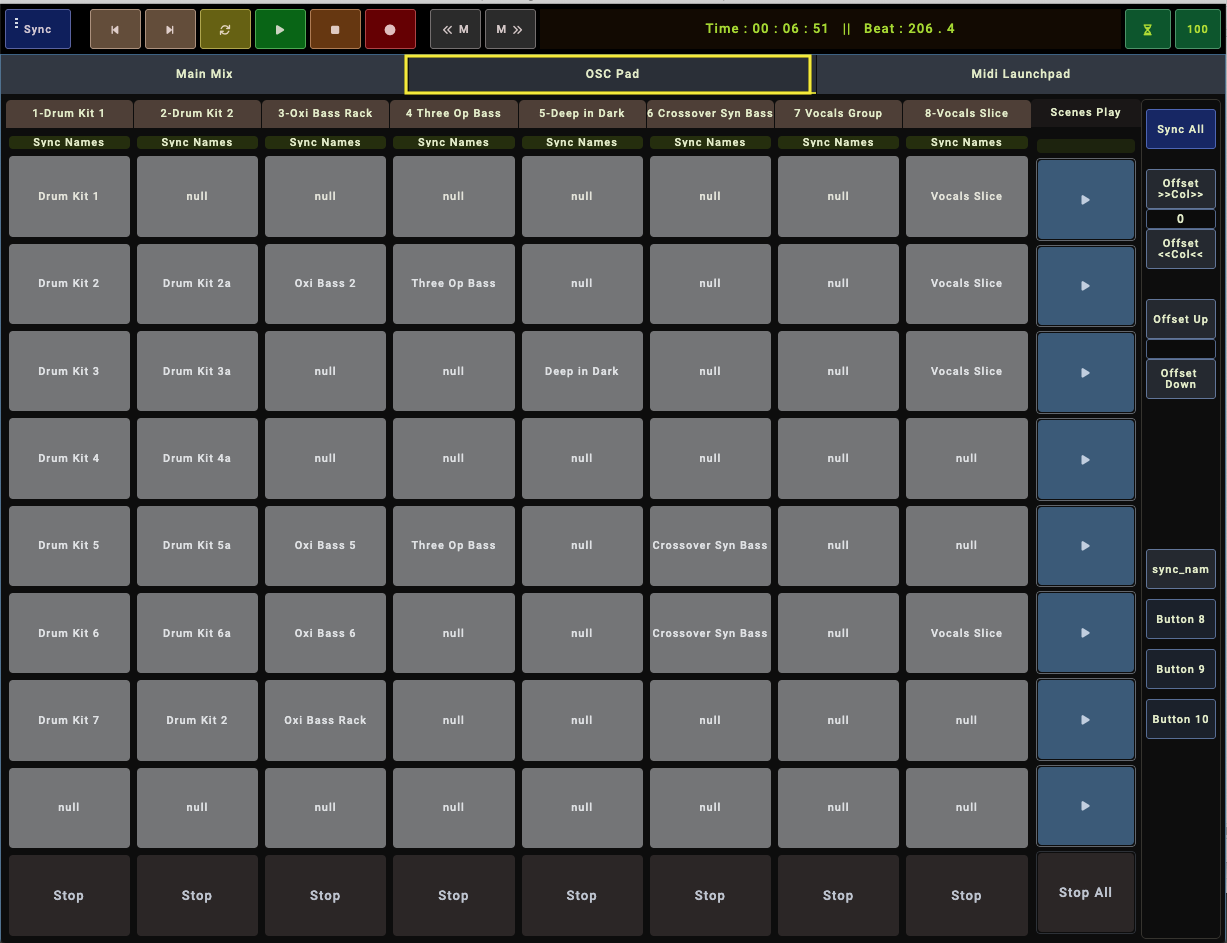 Sync « M M » Time : 00 : 06 : 51 || Beat : 206 . 4 100
Main Mix OSC Pad Midi Launchpad
1-Drum Kit 1 2-Drum Kit 2 3-Oxi Bass Rack 4 Three Op Bass 5-Deep in Dark 6 Crossover Syn Bass 7 Vocals Group 8-Vocals Slice Scenes Play
Sync Names Sync Names Sync Names Sync Names Sync Names Sync Names Sync Names Sync Names
Drum Kit 1 null null null null null null Vocals Slice
Drum Kit 2 Drum Kit 2a Oxi Bass 2 Three Op Bass null null null Vocals Slice
Drum Kit 3 Drum Kit 3a null null Deep in Dark null null Vocals Slice
Drum Kit 4 Drum Kit 4a null null null null null null
Drum Kit 5 Drum Kit 5a Oxi Bass 5 Three Op Bass null Crossover Syn Bass null null
Drum Kit 6 Drum Kit 6a Oxi Bass 6 null null Crossover Syn Bass null Vocals Slice
Drum Kit 7 Drum Kit 2 Oxi Bass Rack null null null null null
null null null null null null null null
Stop Stop Stop Stop Stop Stop Stop Stop Stop All
Sync All
Offset
>>Col>>
0
Offset
<<Col<<
Offset Up
Offset
Down
sync_nam
Button 8
Button 9
Button 10